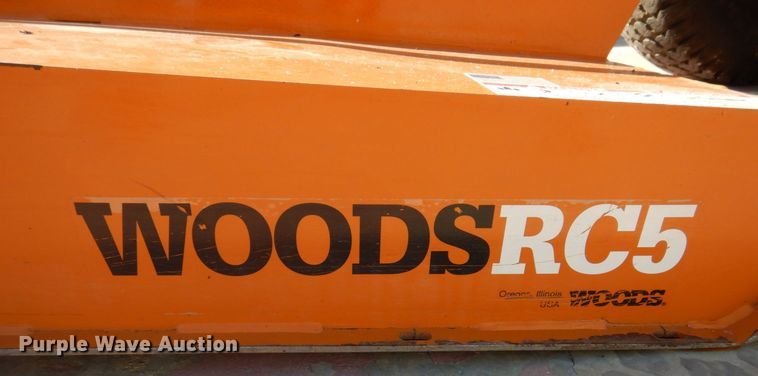 WOODSRC5
Oregon, Illinois
USA WOODS®
Purple Wave Auction